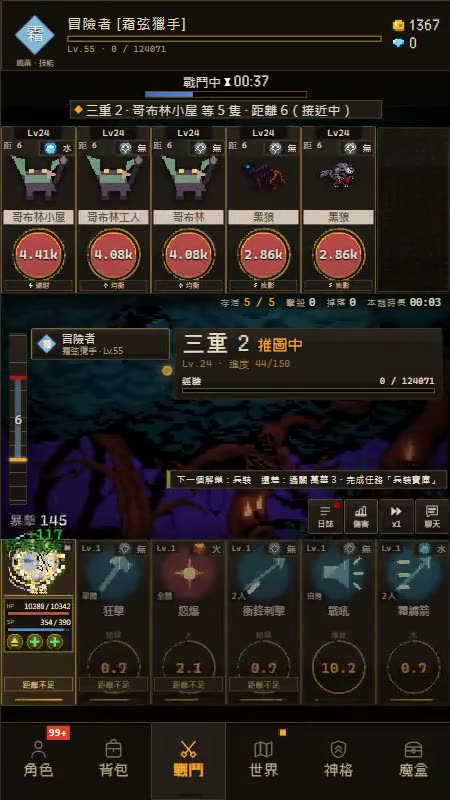 霜
冒險者 [霜弦獵手]
Lv.55 · 0 / 124071
1367
0
職業·技能
戰鬥中 00:37
三重 2 - 哥布林小屋 等 5 隻 · 距離 6 ( 接近中 )
Lv24 Lv24 Lv24 Lv24 Lv24
距 6 水 距 6 無 距 6 無 距 6 無 距 6 無
哥布林小屋 哥布林工人 哥布林 黑狼 黑狼
4.41k 4.08k 4.08k 2.86k 2.86k
均衡 均衡
存活 5 / 5 擊殺 0 掉落 0 本趟時長 00:03
冒險者
霜弦獵手 · Lv.55
三重 2 推圖中
Lv.24 · 進度 44/150
經驗 0 / 124071
6
下一個解鎖：兵裝 還差：通關 萬華 3 · 完成任務「兵裝寶庫」
日誌 傷害 x1 聊天
暴擊 145
+117
Lv.1 無 Lv.1 火 Lv.1 無 Lv.1 無 Lv.1 水
單體 全體 2人 自身 2人
狂擊 怒爆 衝鋒刺擊 戰吼 霜縛箭
HP 10288 / 10342
SP 354 / 390
物理 火 物理
0.7 2.1 0.7 10.2 0.7
距離不足 距離不足 距離不足 距離不足
99+
角色 背包 戰鬥 世界 神格 魔盒